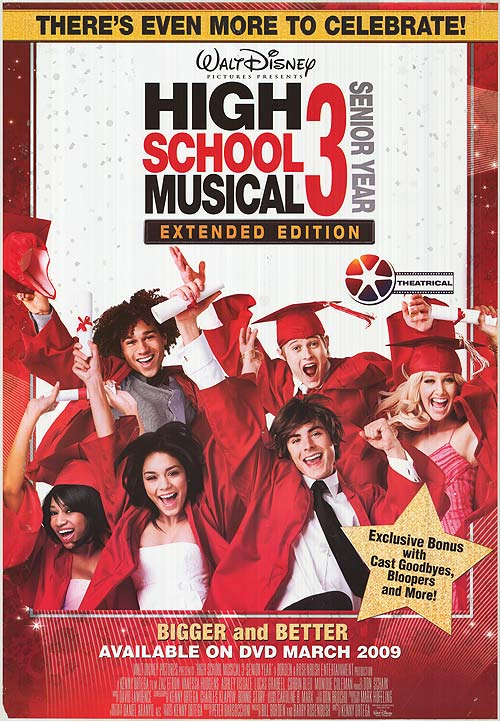 THERE'S EVEN MORE TO CELEBRATE!
WALT DISNEY
PICTURES PRESENTS
HIGH
SCHOOL
MUSICAL
3
SENIOR YEAR
EXTENDED EDITION
THEATRICAL
Exclusive Bonus
with
Cast Goodbyes,
Bloopers
and More!
BIGGER and BETTER
AVAILABLE ON DVD MARCH 2009